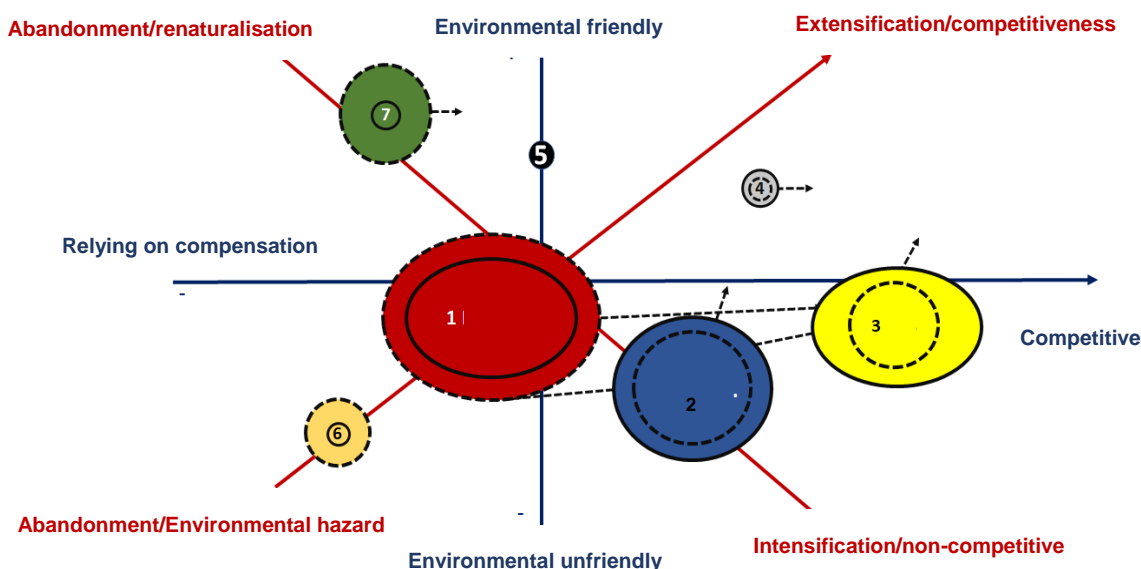 Abandonment/renaturalisation
Environmental friendly
Extensification/competitiveness
7
5
4
Relying on compensation
-
1
3
Competitive
2
6
-
Abandonment/Environmental hazard
Intensification/non-competitive
Environmental unfriendly